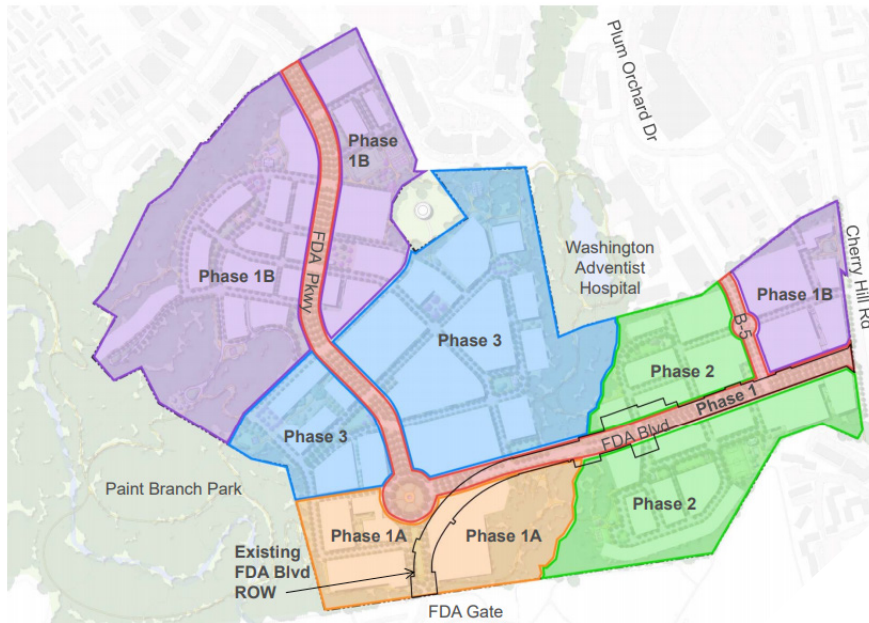 Plum Orchard Dr
Phase
1B
FDA Pkwy
Phase 1B
Washington
Adventist
Hospital
Cherry Hill Rd
Phase 1B
B-5
Phase 3
Phase 2
Phase 1
FDA Blvd
Phase 3
Paint Branch Park
Phase 2
Phase 1A
Phase 1A
Existing
FDA Blvd
ROW
FDA Gate